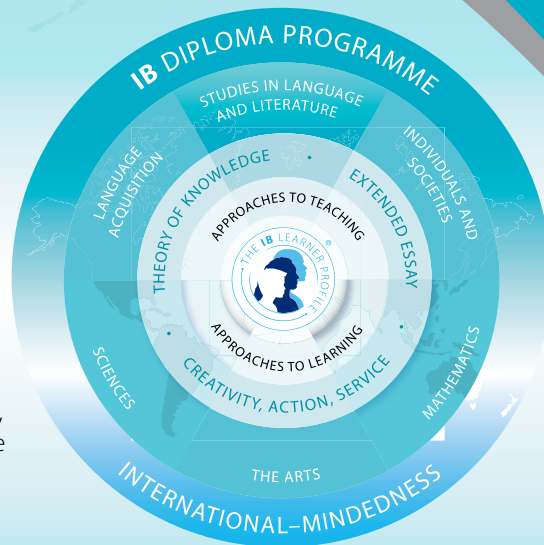 IB DIPLOMA PROGRAMME
STUDIES IN LANGUAGE
AND LITERATURE
LANGUAGE
ACQUISITION
INDIVIDUALS AND
SOCIETIES
THEORY OF KNOWLEDGE
EXTENDED ESSAY
APPROACHES TO TEACHING
THE IB LEARNER PROFILE ®
APPROACHES TO LEARNING
CREATIVITY, ACTION, SERVICE
SCIENCES
MATHEMATICS
THE ARTS
INTERNATIONAL–MINDEDNESS